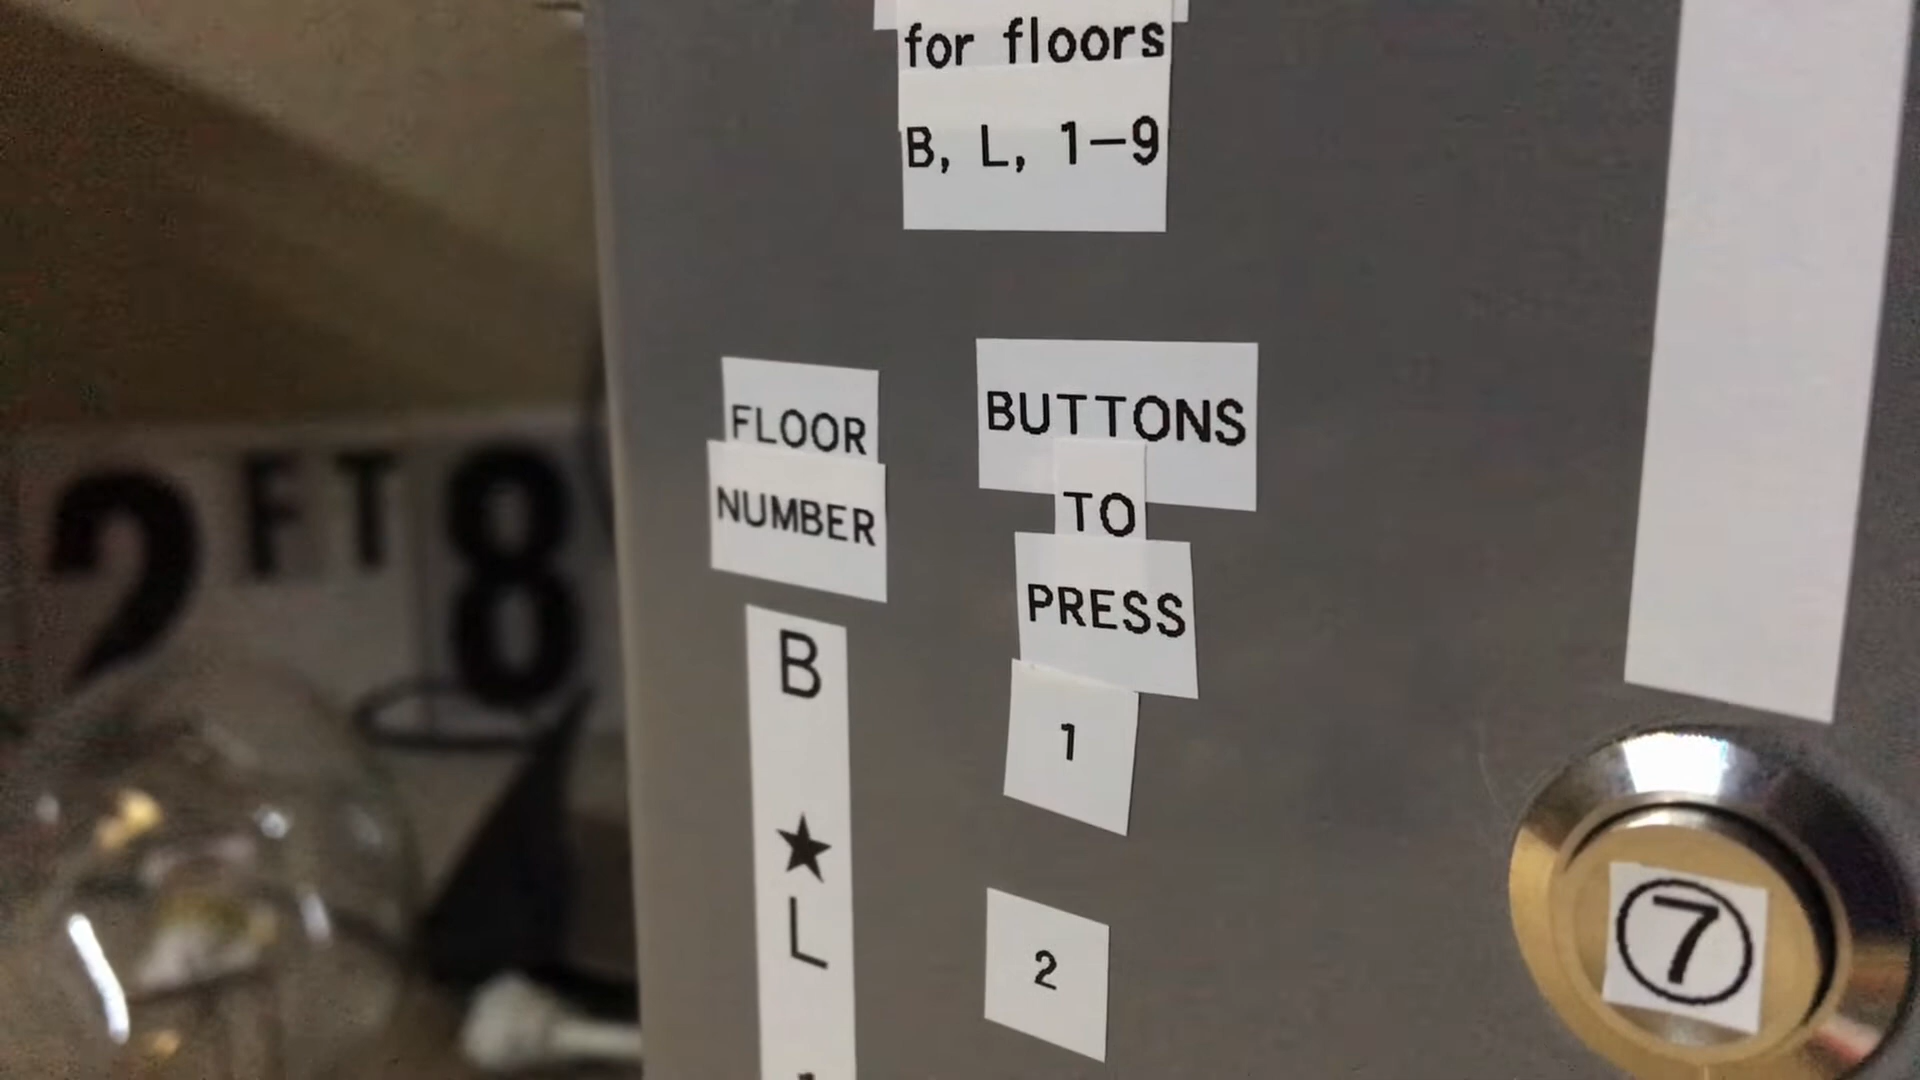 for floors
B, L, 1-9
FLOOR
NUMBER
BUTTONS
TO
PRESS
B
1
★
L
2
7
2 FT 8